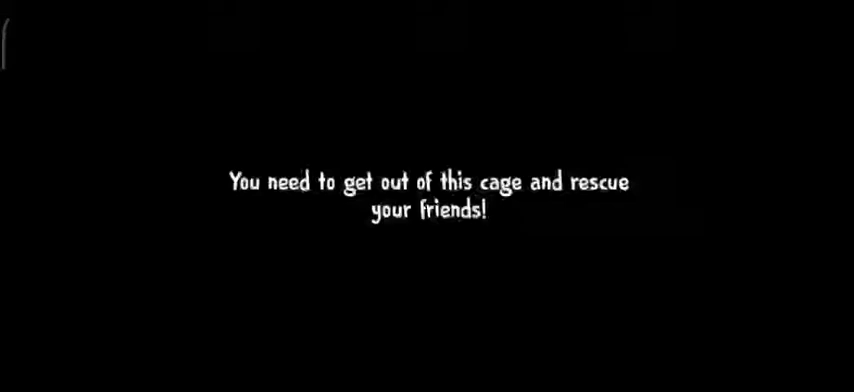 You need to get out of this cage and rescue
your friends!